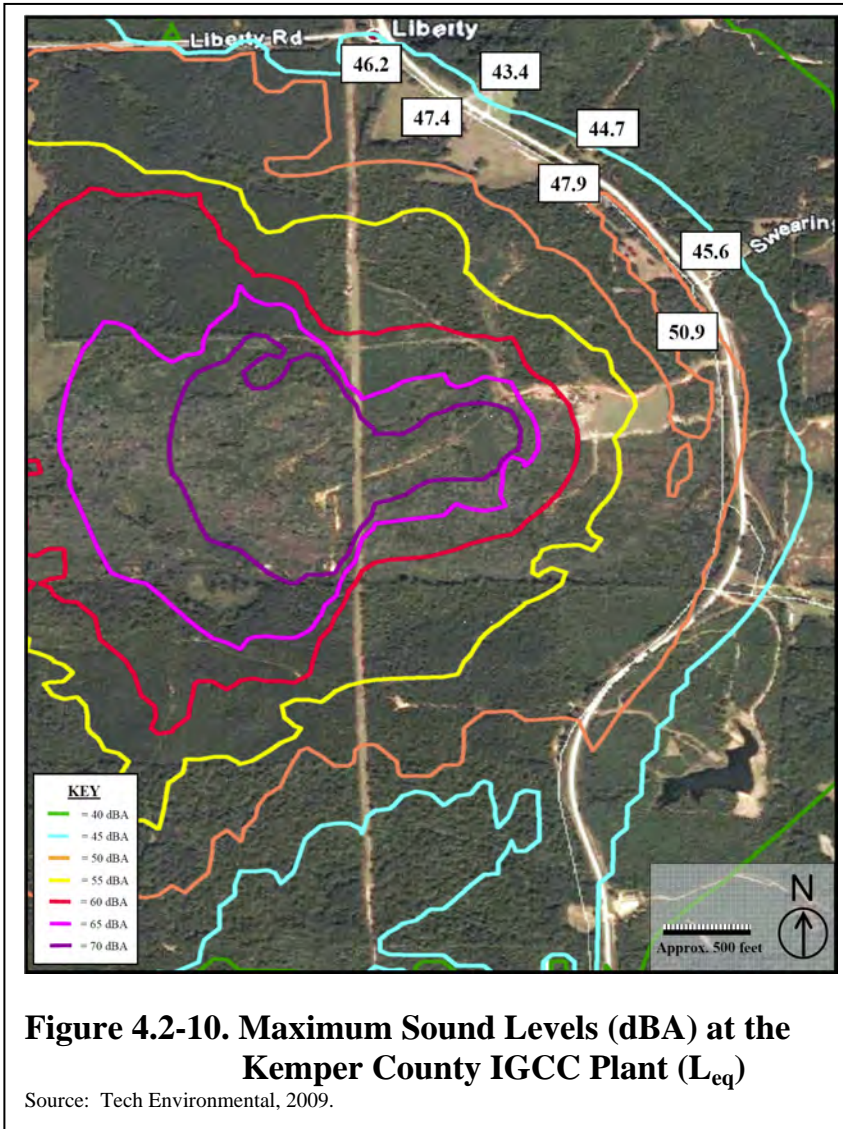 Liberty Rd
Liberty
46.2
43.4
47.4
44.7
47.9
45.6
Swearin
50.9
KEY
= 40 dBA
= 45 dBA
= 50 dBA
= 55 dBA
= 60 dBA
= 65 dBA
= 70 dBA
N
Approx. 500 feet
Figure 4.2-10. Maximum Sound Levels (dBA) at the
Kemper County IGCC Plant (Leq)
Source: Tech Environmental, 2009.